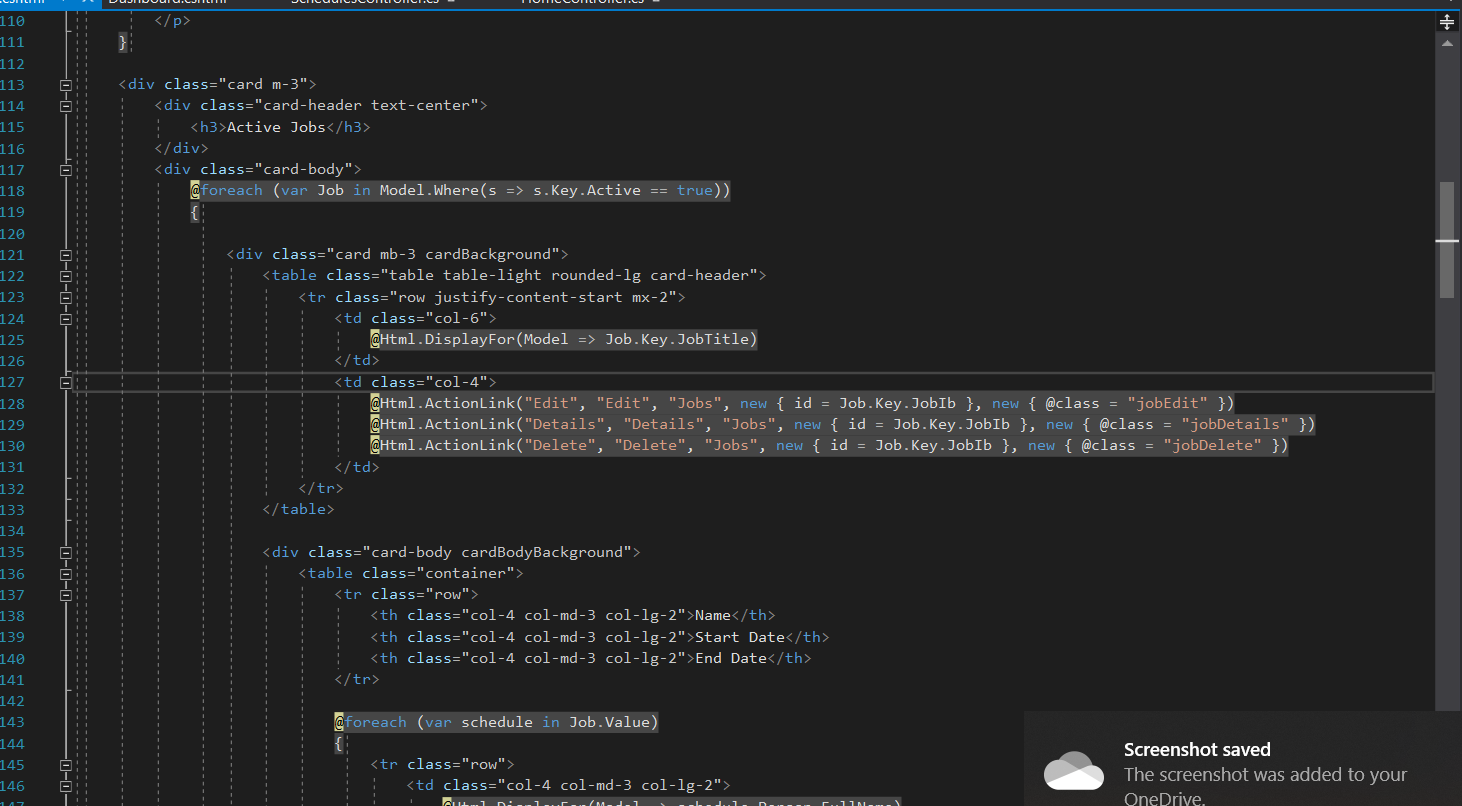 Dashboard.cshtml SchedulesController.cs HomeController.cs
110 </p>
111 }
112
113 <div class="card m-3">
114 <div class="card-header text-center">
115 <h3>Active Jobs</h3>
116 </div>
117 <div class="card-body">
118 @foreach (var Job in Model.Where(s => s.Key.Active == true))
119 {
120
121 <div class="card mb-3 cardBackground">
122 <table class="table table-light rounded-lg card-header">
123 <tr class="row justify-content-start mx-2">
124 <td class="col-6">
125 @Html.DisplayFor(Model => Job.Key.JobTitle)
126 </td>
127 <td class="col-4">
128 @Html.ActionLink("Edit", "Edit", "Jobs", new { id = Job.Key.JobIb }, new { @class = "jobEdit" })
129 @Html.ActionLink("Details", "Details", "Jobs", new { id = Job.Key.JobIb }, new { @class = "jobDetails" })
130 @Html.ActionLink("Delete", "Delete", "Jobs", new { id = Job.Key.JobIb }, new { @class = "jobDelete" })
131 </td>
132 </tr>
133 </table>
134
135 <div class="card-body cardBodyBackground">
136 <table class="container">
137 <tr class="row">
138 <th class="col-4 col-md-3 col-lg-2">Name</th>
139 <th class="col-4 col-md-3 col-lg-2">Start Date</th>
140 <th class="col-4 col-md-3 col-lg-2">End Date</th>
141 </tr>
142
143 @foreach (var schedule in Job.Value)
144 {
145 <tr class="row">
146 <td class="col-4 col-md-3 col-lg-2">
147 @Html.DisplayFor(Model => schedule.Person.FullName)
Screenshot saved
The screenshot was added to your
OneDrive.